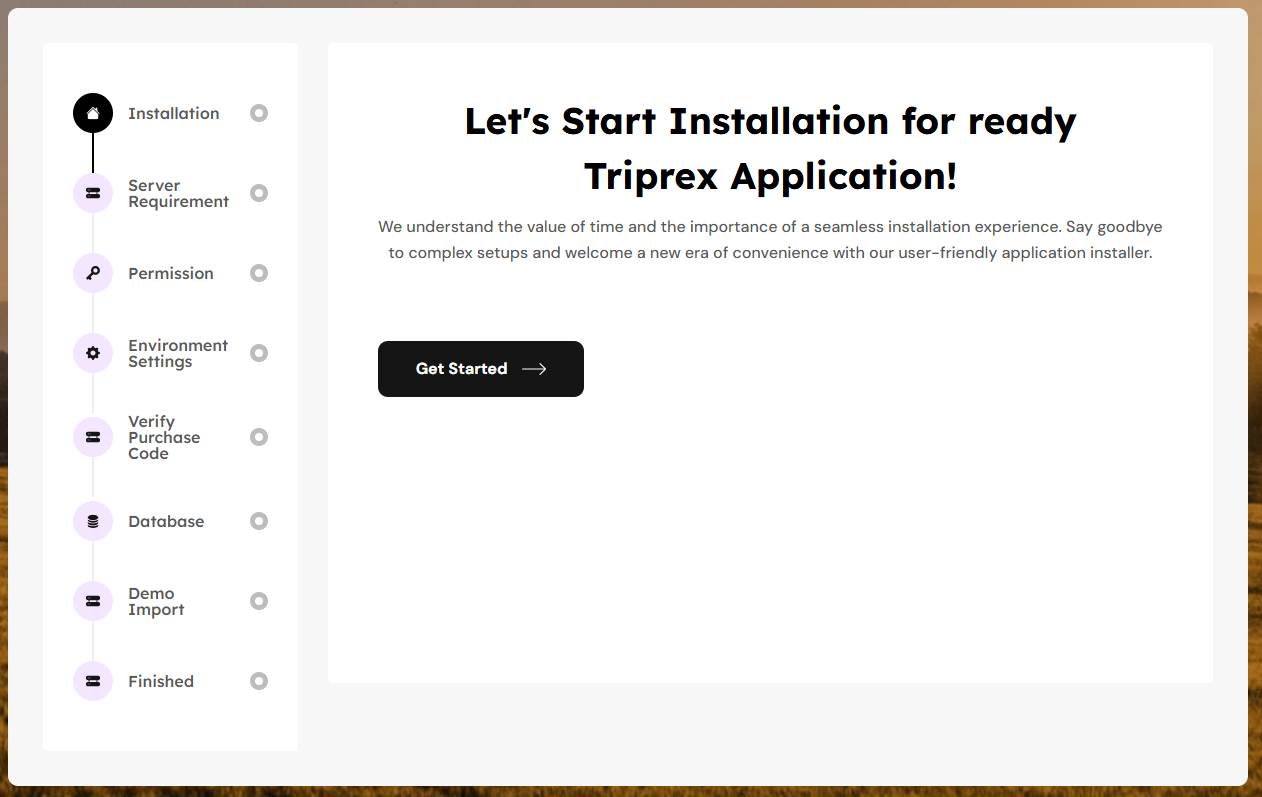 Installation
Server
Requirement
Permission
Environment
Settings
Verify
Purchase
Code
Database
Demo
Import
Finished
Let's Start Installation for ready
Triprex Application!
We understand the value of time and the importance of a seamless installation experience. Say goodbye
to complex setups and welcome a new era of convenience with our user-friendly application installer.
Get Started